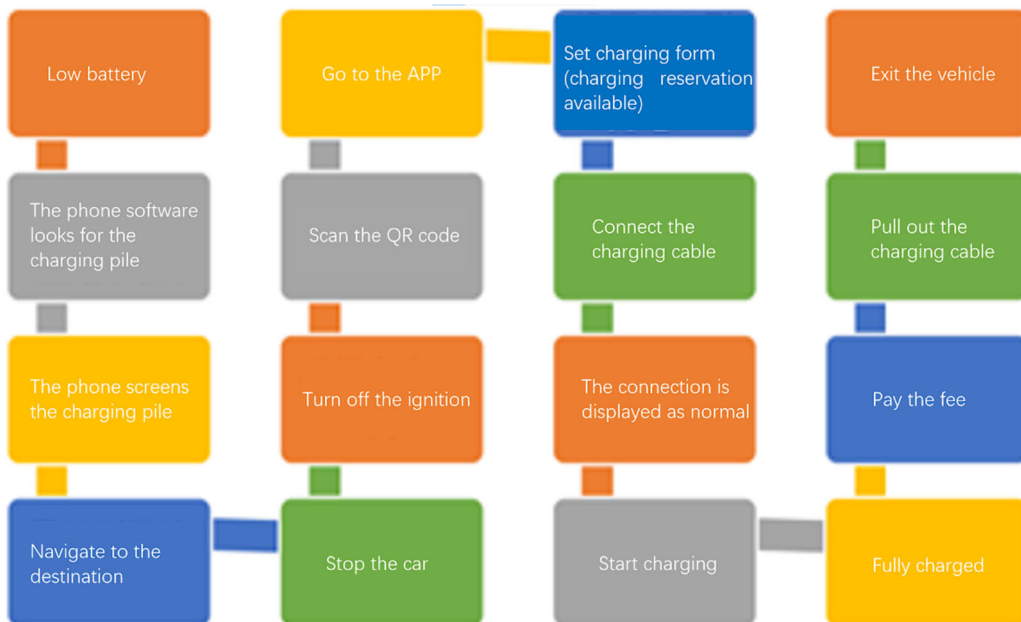 Low battery
The phone software
looks for the
charging pile
The phone screens
the charging pile
Navigate to the
destination
Stop the car
Turn off the ignition
Scan the QR code
Go to the APP
Set charging form
(charging reservation
available)
Connect the
charging cable
The connection is
displayed as normal
Start charging
Fully charged
Pay the fee
Pull out the
charging cable
Exit the vehicle